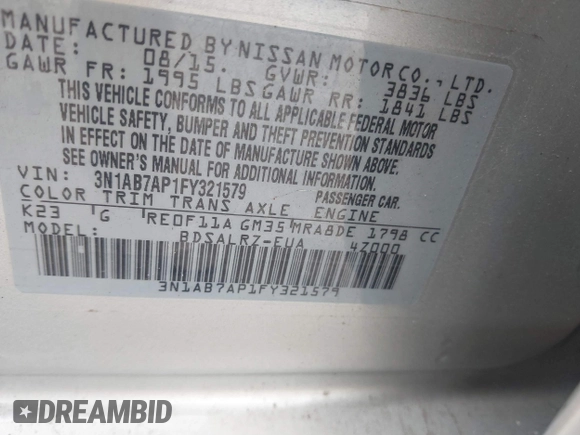 MANUFACTURED BY NISSAN MOTOR CO., LTD.
DATE: 08/15. GVWR: 3836 LBS
GAWR FR: 1995 LBS GAWR RR: 1841 LBS
THIS VEHICLE CONFORMS TO ALL APPLICABLE FEDERAL MOTOR
VEHICLE SAFETY, BUMPER AND THEFT PREVENTION STANDARDS
IN EFFECT ON THE DATE OF MANUFACTURE SHOWN ABOVE.
SEE OWNER'S MANUAL FOR ADDITIONAL INFORMATION.
VIN: 3N1AB7AP1FY321579 PASSENGER CAR.
COLOR TRIM TRANS AXLE ENGINE
K23 G RE0F11A GM35 MRA8DE 1798 CC
MODEL: BDSALRZ-EUA 47000
3N1AB7AP1FY321579
DREAMBID